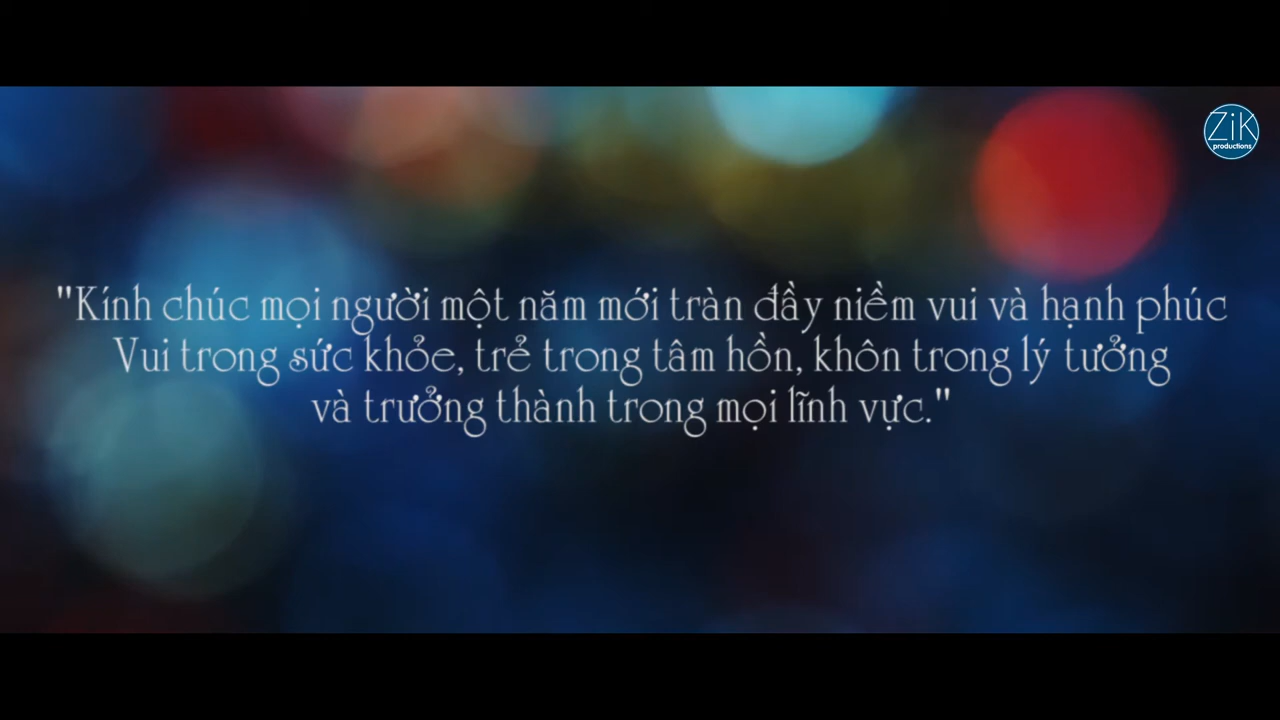 ZiK
productions
"Kính chúc mọi người một năm mới tràn đầy niềm vui và hạnh phúc
Vui trong sức khỏe, trẻ trong tâm hồn, khôn trong lý tưởng
và trưởng thành trong mọi lĩnh vực."